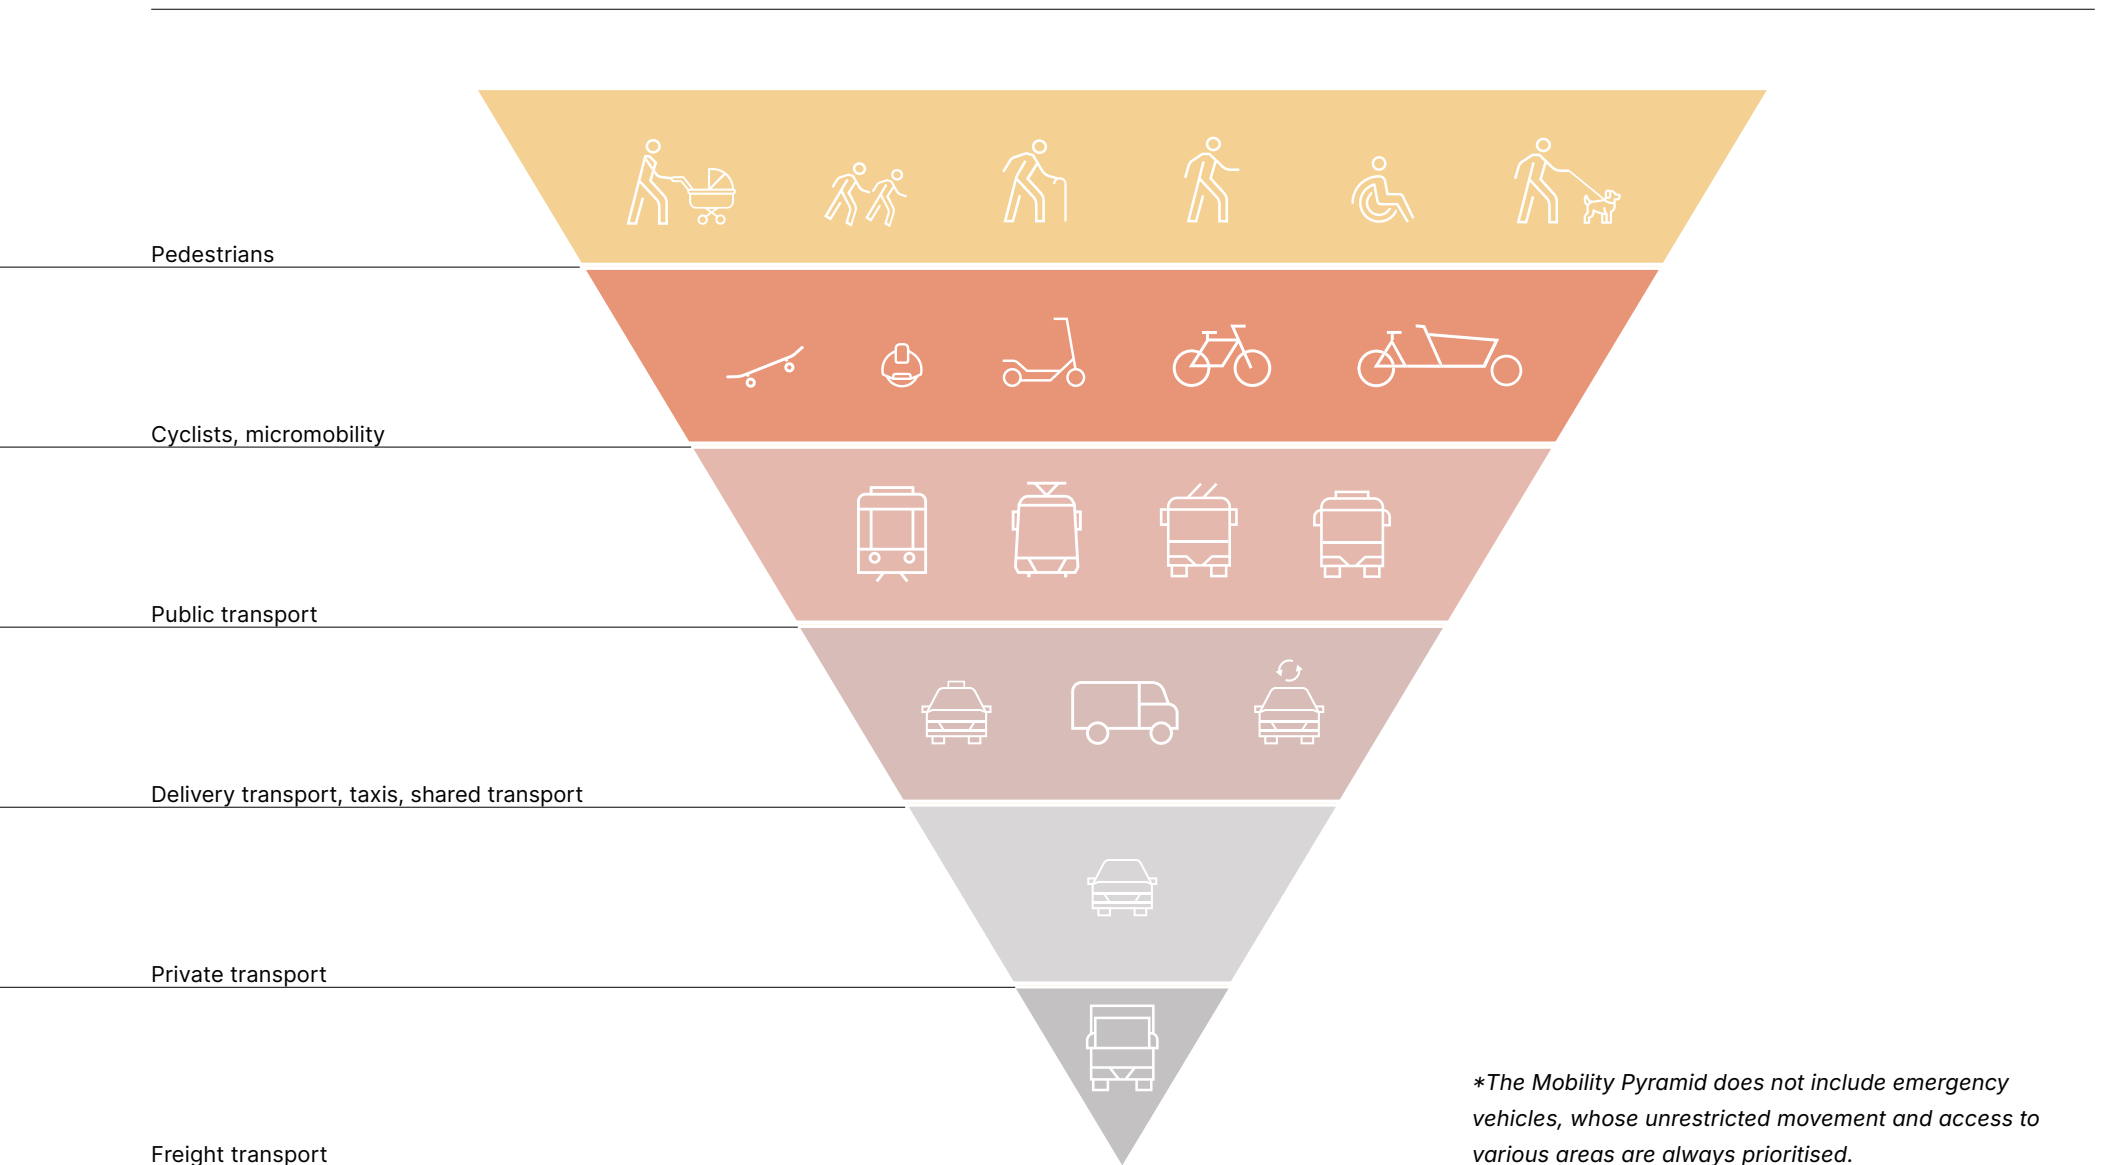 Pedestrians
Cyclists, micromobility
Public transport
Delivery transport, taxis, shared transport
Private transport
Freight transport
*The Mobility Pyramid does not include emergency
vehicles, whose unrestricted movement and access to
various areas are always prioritised.